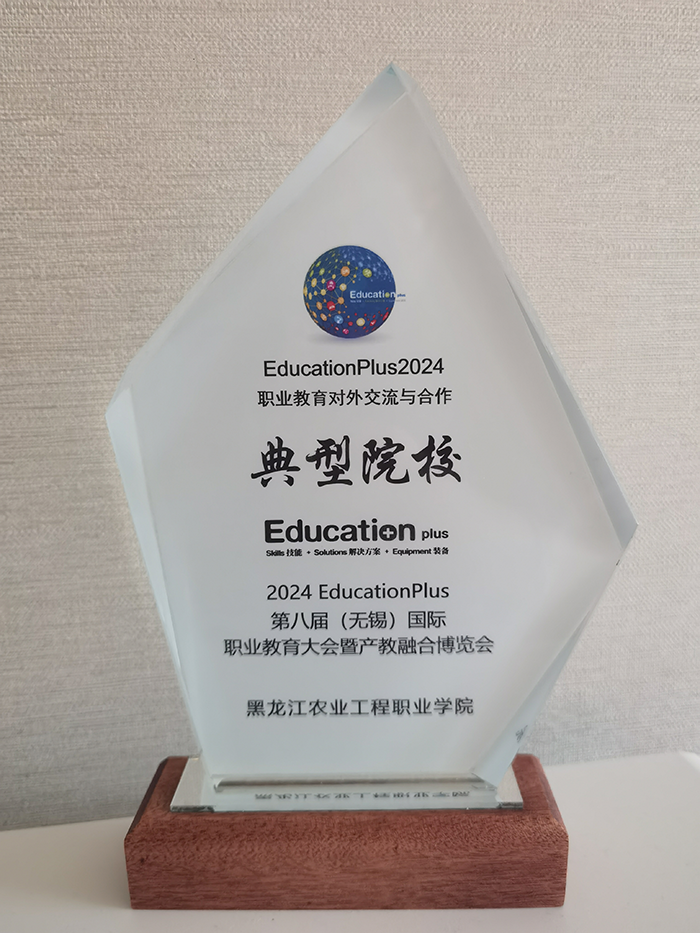 Education plus
EducationPlus2024
职业教育对外交流与合作
典型院校
Education plus
Skills 技能 + Solutions 解决方案 + Equipment 装备
2024 EducationPlus
第八届（无锡）国际
职业教育大会暨产教融合博览会
黑龙江农业工程职业学院